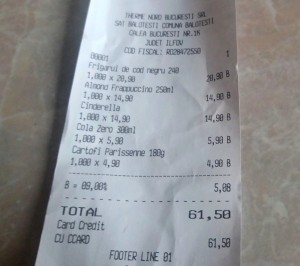 THERME NORD BUCURESTI SRL
SAT BALOTESTI COMUNA BALOTESTI
CALEA BUCURESTI NR.1K
JUDET ILFOV
COD FISCAL: RO28472550
00001 1
Frigarui de cod negru 240
1,000 x 20,90 20,90 B
Almond Frappuccino 250ml
1,000 x 14,90 14,90 B
Cinderella
1,000 x 14,90 14,90 B
Cola Zero 300ml
1,000 x 5,90 5,90 B
Cartofi Parissenne 180g
1,000 x 4,90 4,90 B
B = 09,00% 5,08
TOTAL 61,50
Card Credit
CU CCARD 61,50
FOOTER LINE 01